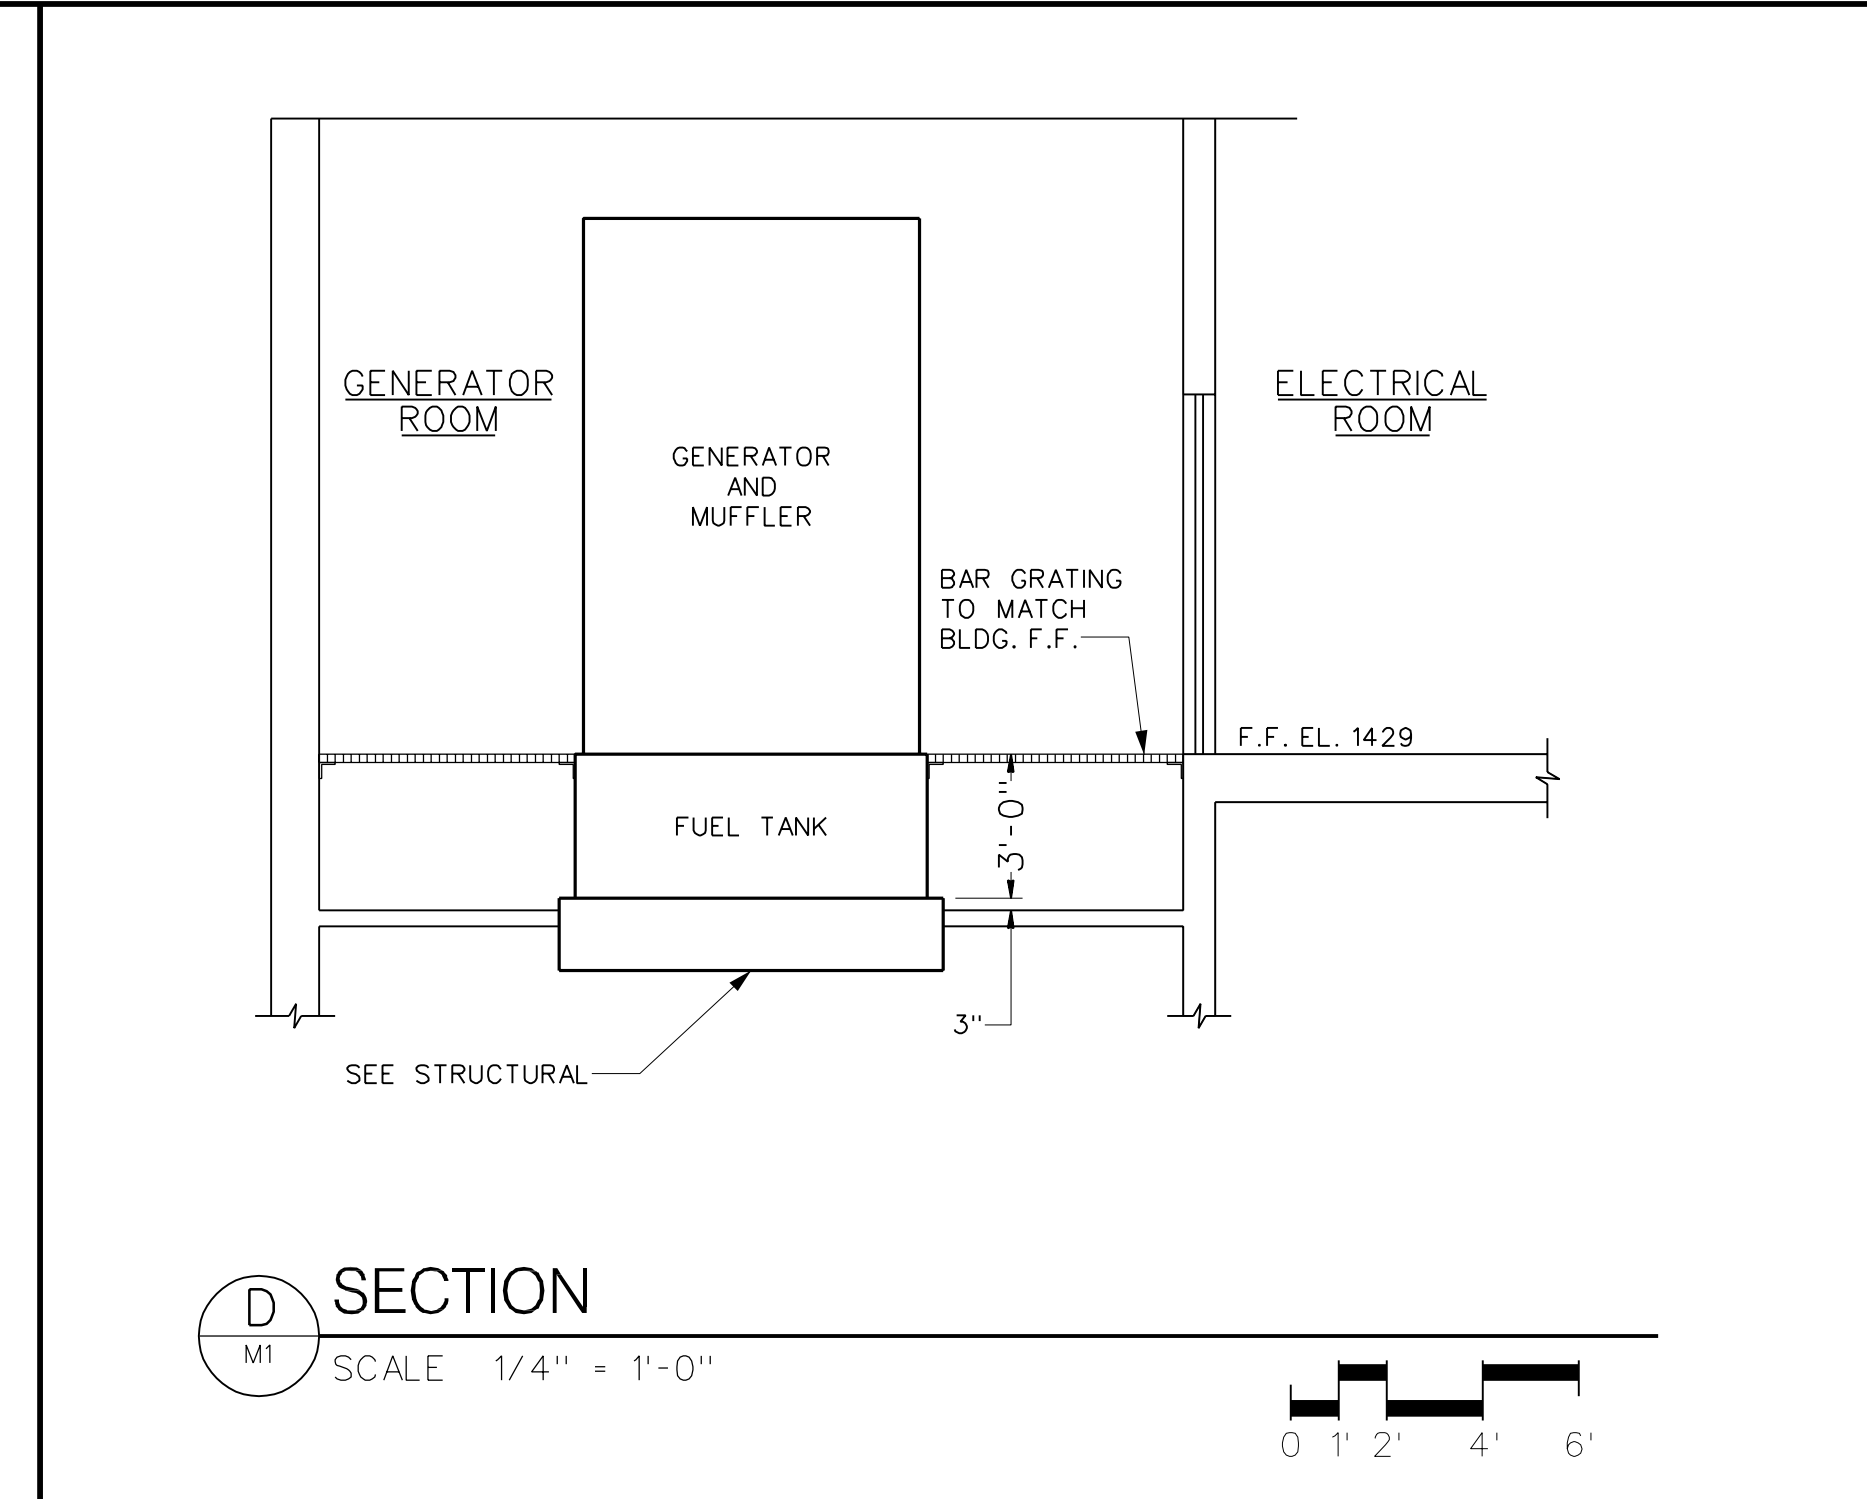 GENERATOR
ROOM
ELECTRICAL
ROOM
GENERATOR
AND
MUFFLER
BAR GRATING
TO MATCH
BLDG. F.F.
F.F. EL. 1429
FUEL TANK
3'-0"
3"
SEE STRUCTURAL
D
M1
SECTION
SCALE 1/4" = 1'-0"
0 1' 2' 4' 6'